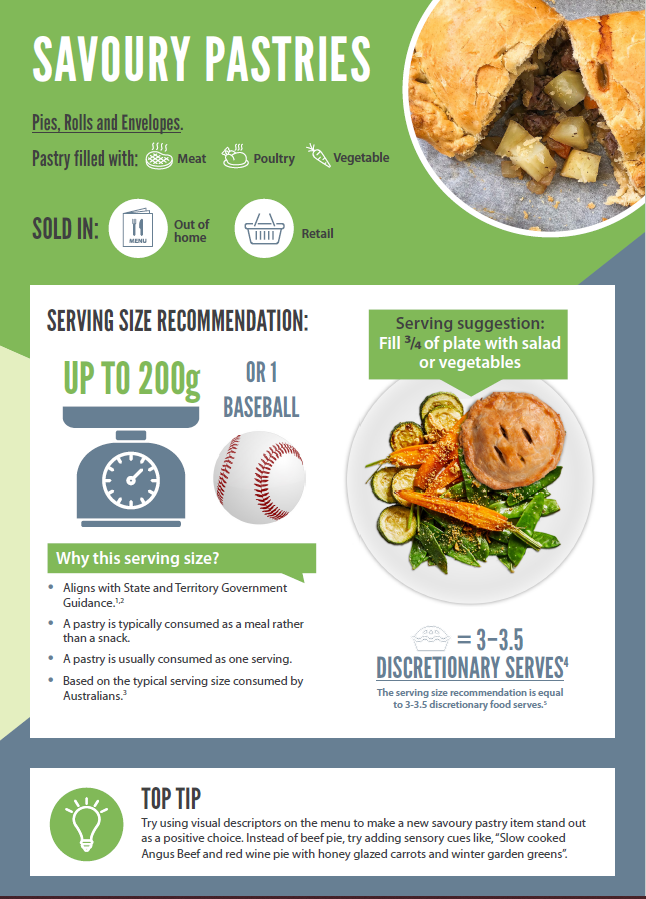 SAVOURY PASTRIES
Pies, Rolls and Envelopes.
Pastry filled with: Meat Poultry Vegetable
SOLD IN:
MENU
Out of
home
Retail
SERVING SIZE RECOMMENDATION:
UP TO 200g
OR 1
BASEBALL
Why this serving size?
• Aligns with State and Territory Government
Guidance.¹,²
• A pastry is typically consumed as a meal rather
than a snack.
• A pastry is usually consumed as one serving.
• Based on the typical serving size consumed by
Australians.³
Serving suggestion:
Fill ¾ of plate with salad
or vegetables
= 3–3.5
DISCRETIONARY SERVES⁴
The serving size recommendation is equal
to 3-3.5 discretionary food serves.⁵
TOP TIP
Try using visual descriptors on the menu to make a new savoury pastry item stand out
as a positive choice. Instead of beef pie, try adding sensory cues like, “Slow cooked
Angus Beef and red wine pie with honey glazed carrots and winter garden greens”.